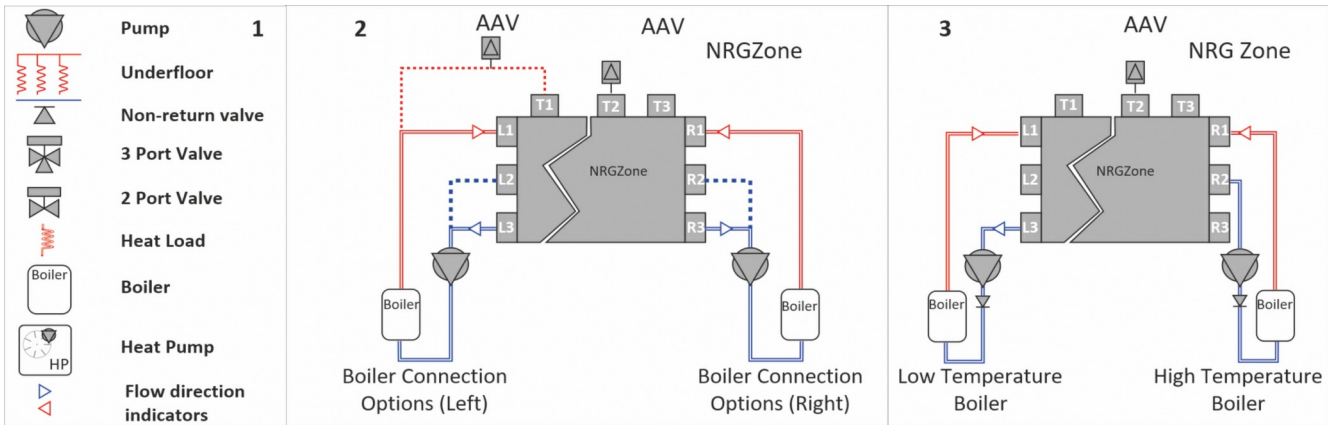 Pump
1
Underfloor
Non-return valve
3 Port Valve
2 Port Valve
Heat Load
Boiler
Boiler
HP
Heat Pump
Flow direction
indicators
2
AAV
AAV
NRGZone
T1
T2
T3
L1
R1
L2
NRGZone
R2
L3
R3
Boiler
Boiler
Boiler Connection
Options (Left)
Boiler Connection
Options (Right)
3
AAV
NRG Zone
T1
T2
T3
L1
R1
L2
NRGZone
R2
L3
R3
Boiler
Boiler
Low Temperature
Boiler
High Temperature
Boiler